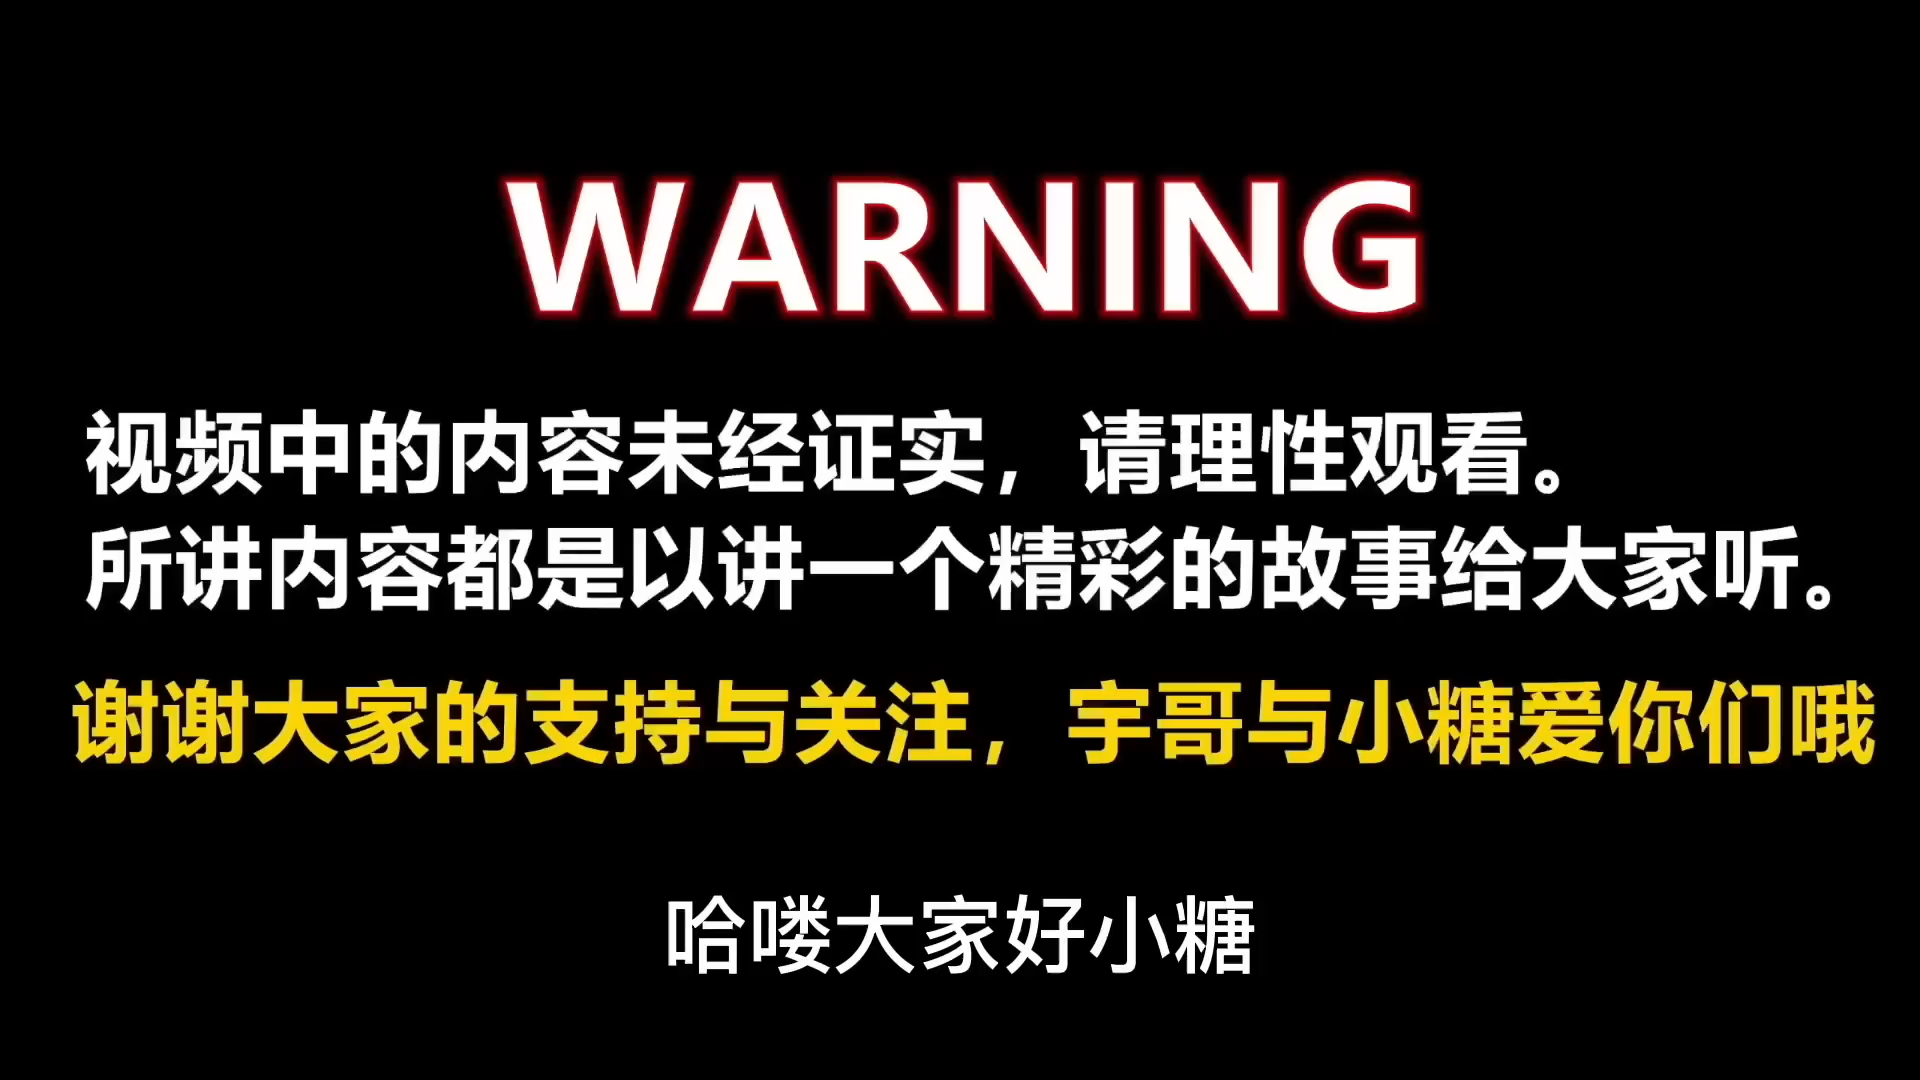 WARNING
视频中的内容未经证实，请理性观看。
所讲内容都是以讲一个精彩的故事给大家听。
谢谢大家的支持与关注，宇哥与小糖爱你们哦
哈喽大家好小糖